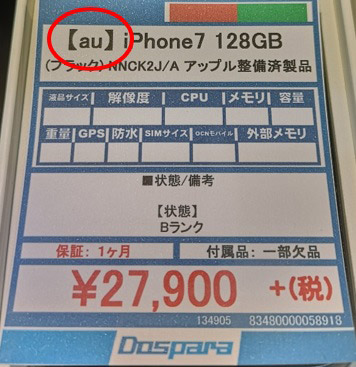 【au】iPhone7 128GB
(ブラック)NNCK2J/A アップル整備済製品
液晶サイズ 解像度 CPU メモリ 容量
重量 GPS 防水 SIMサイズ OCNモバイル 外部メモリ
■状態/備考
【状態】
Bランク
保証: 1ヶ月 付属品: 一部欠品
¥27,900 +(税)
134905 83480000058918
Dospara